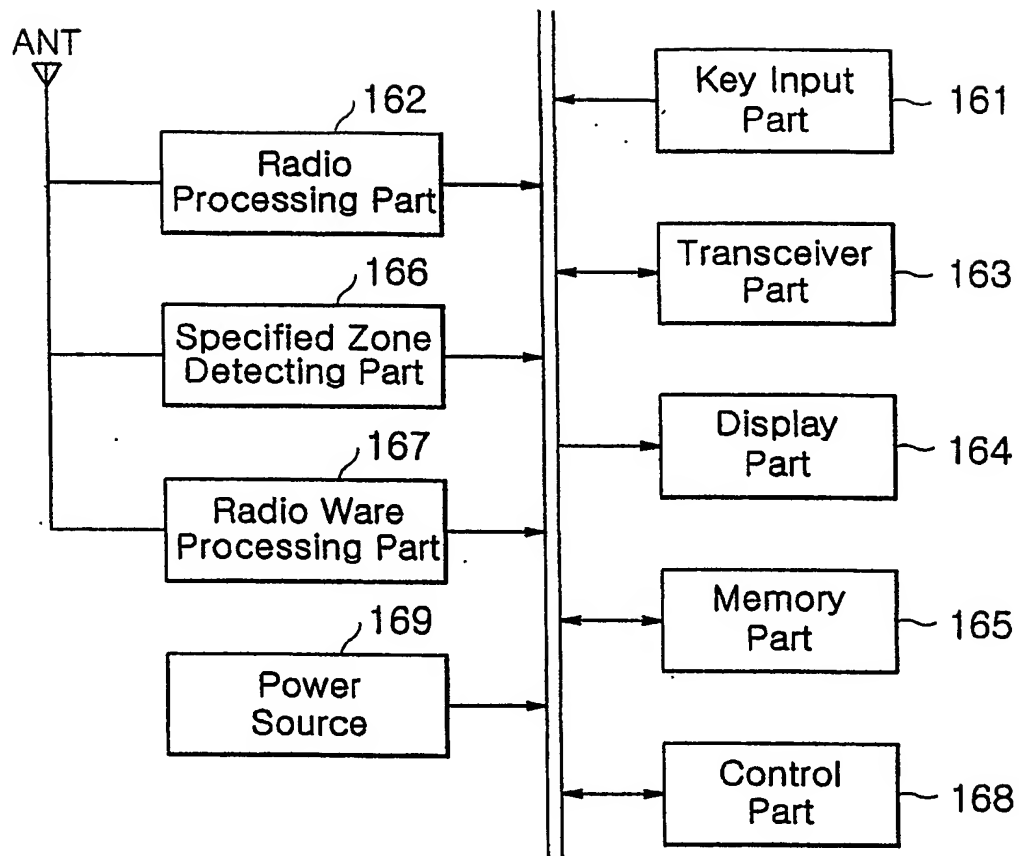 ANT
162
Radio
Processing Part
166
Specified Zone
Detecting Part
167
Radio Ware
Processing Part
169
Power
Source
Key Input
Part
161
Transceiver
Part
163
Display
Part
164
Memory
Part
165
Control
Part
168